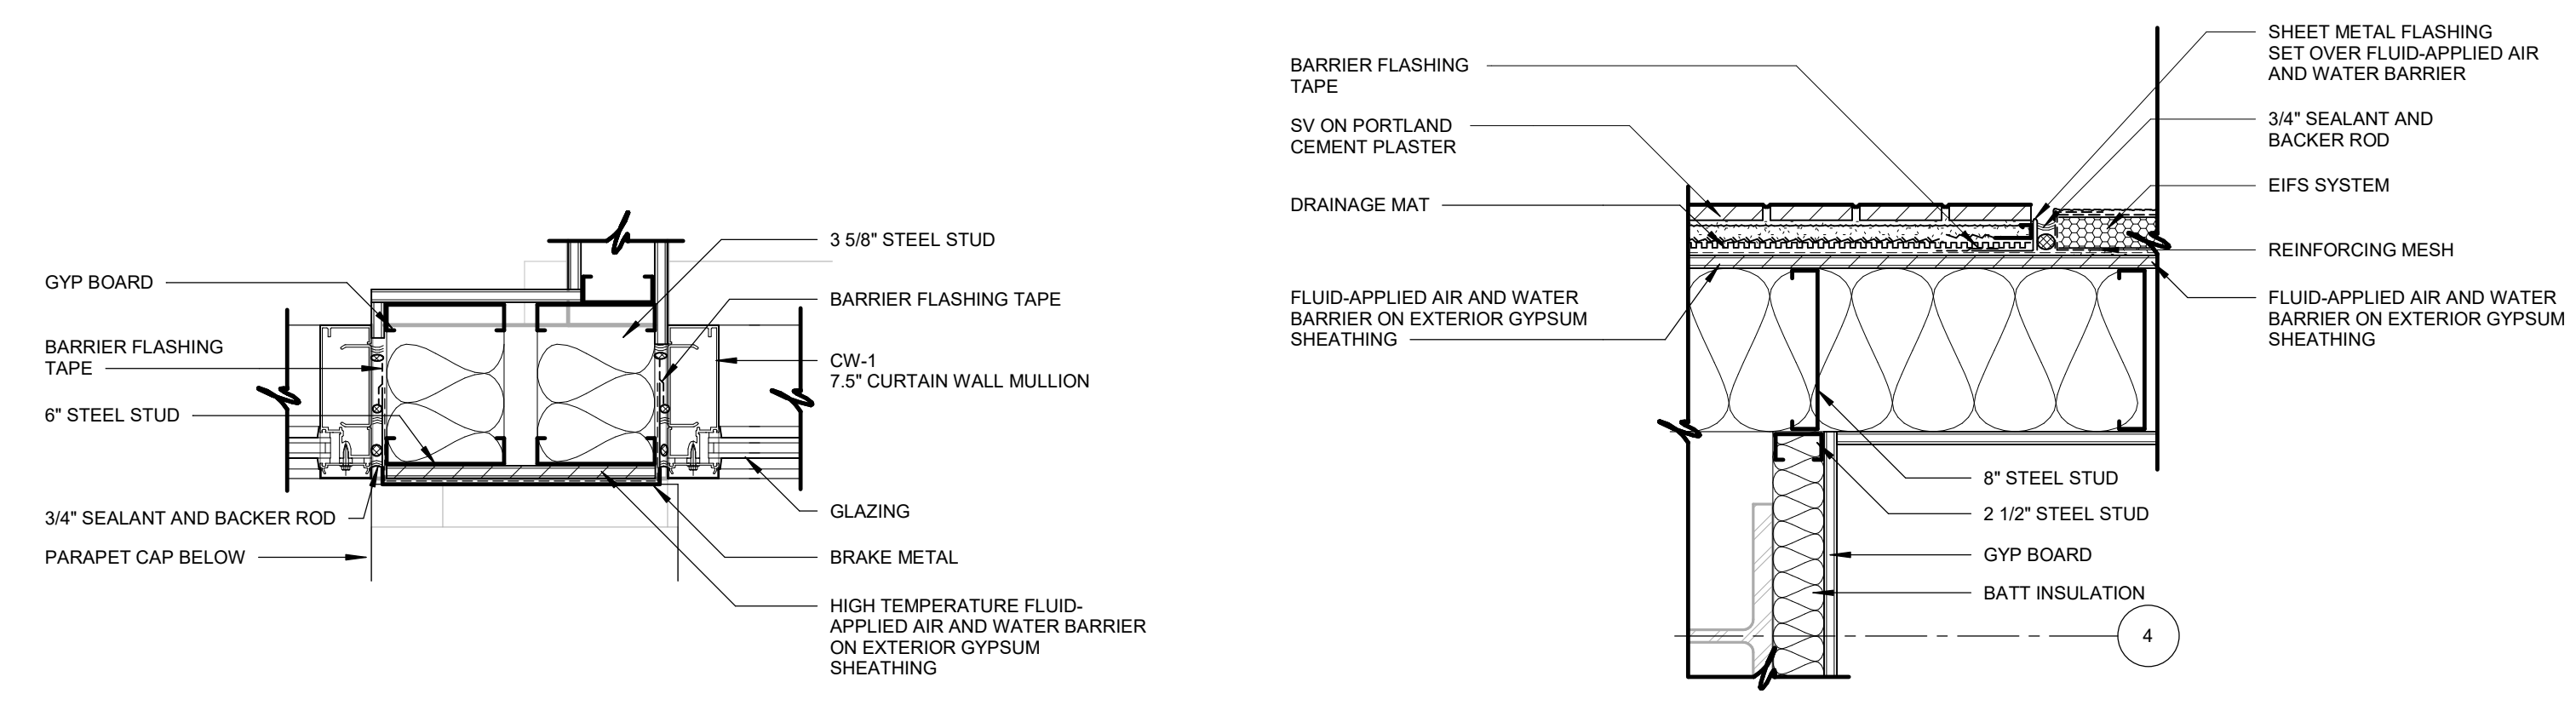 GYP BOARD
BARRIER FLASHING
TAPE
6" STEEL STUD
3/4" SEALANT AND BACKER ROD
PARAPET CAP BELOW
3 5/8" STEEL STUD
BARRIER FLASHING TAPE
CW-1
7.5" CURTAIN WALL MULLION
GLAZING
BRAKE METAL
HIGH TEMPERATURE FLUID-
APPLIED AIR AND WATER BARRIER
ON EXTERIOR GYPSUM
SHEATHING
BARRIER FLASHING
TAPE
SV ON PORTLAND
CEMENT PLASTER
DRAINAGE MAT
FLUID-APPLIED AIR AND WATER
BARRIER ON EXTERIOR GYPSUM
SHEATHING
SHEET METAL FLASHING
SET OVER FLUID-APPLIED AIR
AND WATER BARRIER
3/4" SEALANT AND
BACKER ROD
EIFS SYSTEM
REINFORCING MESH
FLUID-APPLIED AIR AND WATER
BARRIER ON EXTERIOR GYPSUM
SHEATHING
8" STEEL STUD
2 1/2" STEEL STUD
GYP BOARD
BATT INSULATION
4